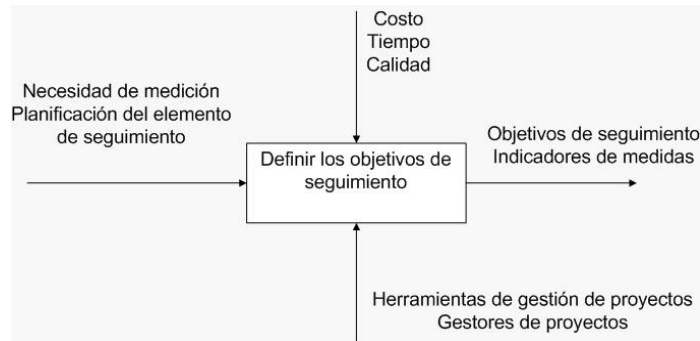 Costo
Tiempo
Calidad
Necesidad de medición
Planificación del elemento
de seguimiento
Definir los objetivos de
seguimiento
Objetivos de seguimiento
Indicadores de medidas
Herramientas de gestión de proyectos
Gestores de proyectos